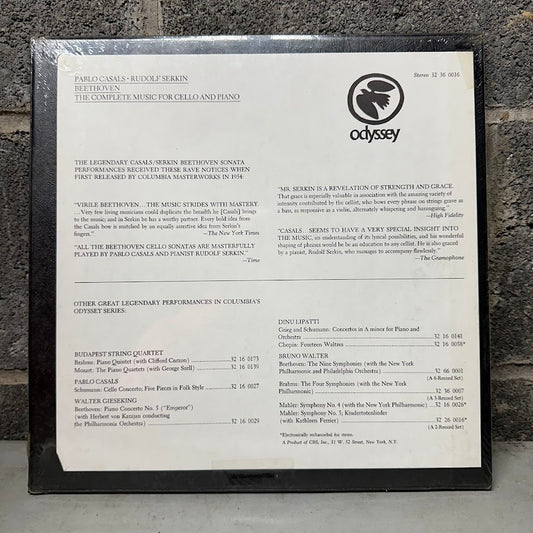 PABLO CASALS • RUDOLF SERKIN
BEETHOVEN
THE COMPLETE MUSIC FOR CELLO AND PIANO
odyssey
Stereo 32 36 0016
THE LEGENDARY CASALS/SERKIN BEETHOVEN SONATA
PERFORMANCES RECEIVED THESE RAVE NOTICES WHEN
FIRST RELEASED BY COLUMBIA MASTERWORKS IN 1954:
"VIRILE BEETHOVEN...THE MUSIC STRIDES WITH MASTERY.
...Very few living musicians could duplicate the breadth he [Casals] brings
to the music; and in Serkin he has a worthy partner. Every bold idea from
the Casals bow is matched by an equally assertive idea from Serkin's
fingers."
—The New York Times
"ALL THE BEETHOVEN CELLO SONATAS ARE MASTERFULLY
PLAYED BY PABLO CASALS AND PIANIST RUDOLF SERKIN."
—Time
"MR. SERKIN IS A REVELATION OF STRENGTH AND GRACE.
That grace is especially valuable in association with the amazing variety of
intensity contributed by the cellist, who bows every phrase on strings grave as
a bass, as responsive as a violin, alternately whispering and haranguing."
—High Fidelity
"CASALS...SEEMS TO HAVE A VERY SPECIAL INSIGHT INTO
THE MUSIC, an understanding of its lyrical possibilities, and his wonderful
shaping of phrases would be an education to any cellist. He is also graced
by a pianist, Rudolf Serkin, who manages to accompany flawlessly."
—The Gramophone
OTHER GREAT LEGENDARY PERFORMANCES IN COLUMBIA'S
ODYSSEY SERIES:
BUDAPEST STRING QUARTET
Brahms: Piano Quintet (with Clifford Curzon) 32 16 0173
Mozart: The Piano Quartets (with George Szell) 32 16 0139
PABLO CASALS
Schumann: Cello Concerto; Five Pieces in Folk Style 32 16 0027
WALTER GIESEKING
Beethoven: Piano Concerto No. 5 ("Emperor")
(with Herbert von Karajan conducting
the Philharmonia Orchestra) 32 16 0029
DINU LIPATTI
Grieg and Schumann: Concertos in A minor for Piano and
Orchestra 32 16 0141
Chopin: Fourteen Waltzes 32 16 0058*
BRUNO WALTER
Beethoven: The Nine Symphonies (with the New York
Philharmonic and Philadelphia Orchestra) 32 66 0001
Brahms: The Four Symphonies (with the New York
Philharmonic) 32 36 0007
(A 3-Record Set)
Mahler: Symphony No. 4 (with the New York Philharmonic) 32 16 0026*
Mahler: Symphony No. 5; Kindertotenlieder
(with Kathleen Ferrier) 32 26 0016*
(A 2-Record Set)
*Electronically rechanneled for stereo.
A Product of CBS, Inc., 51 W. 52 Street, New York, N.Y.